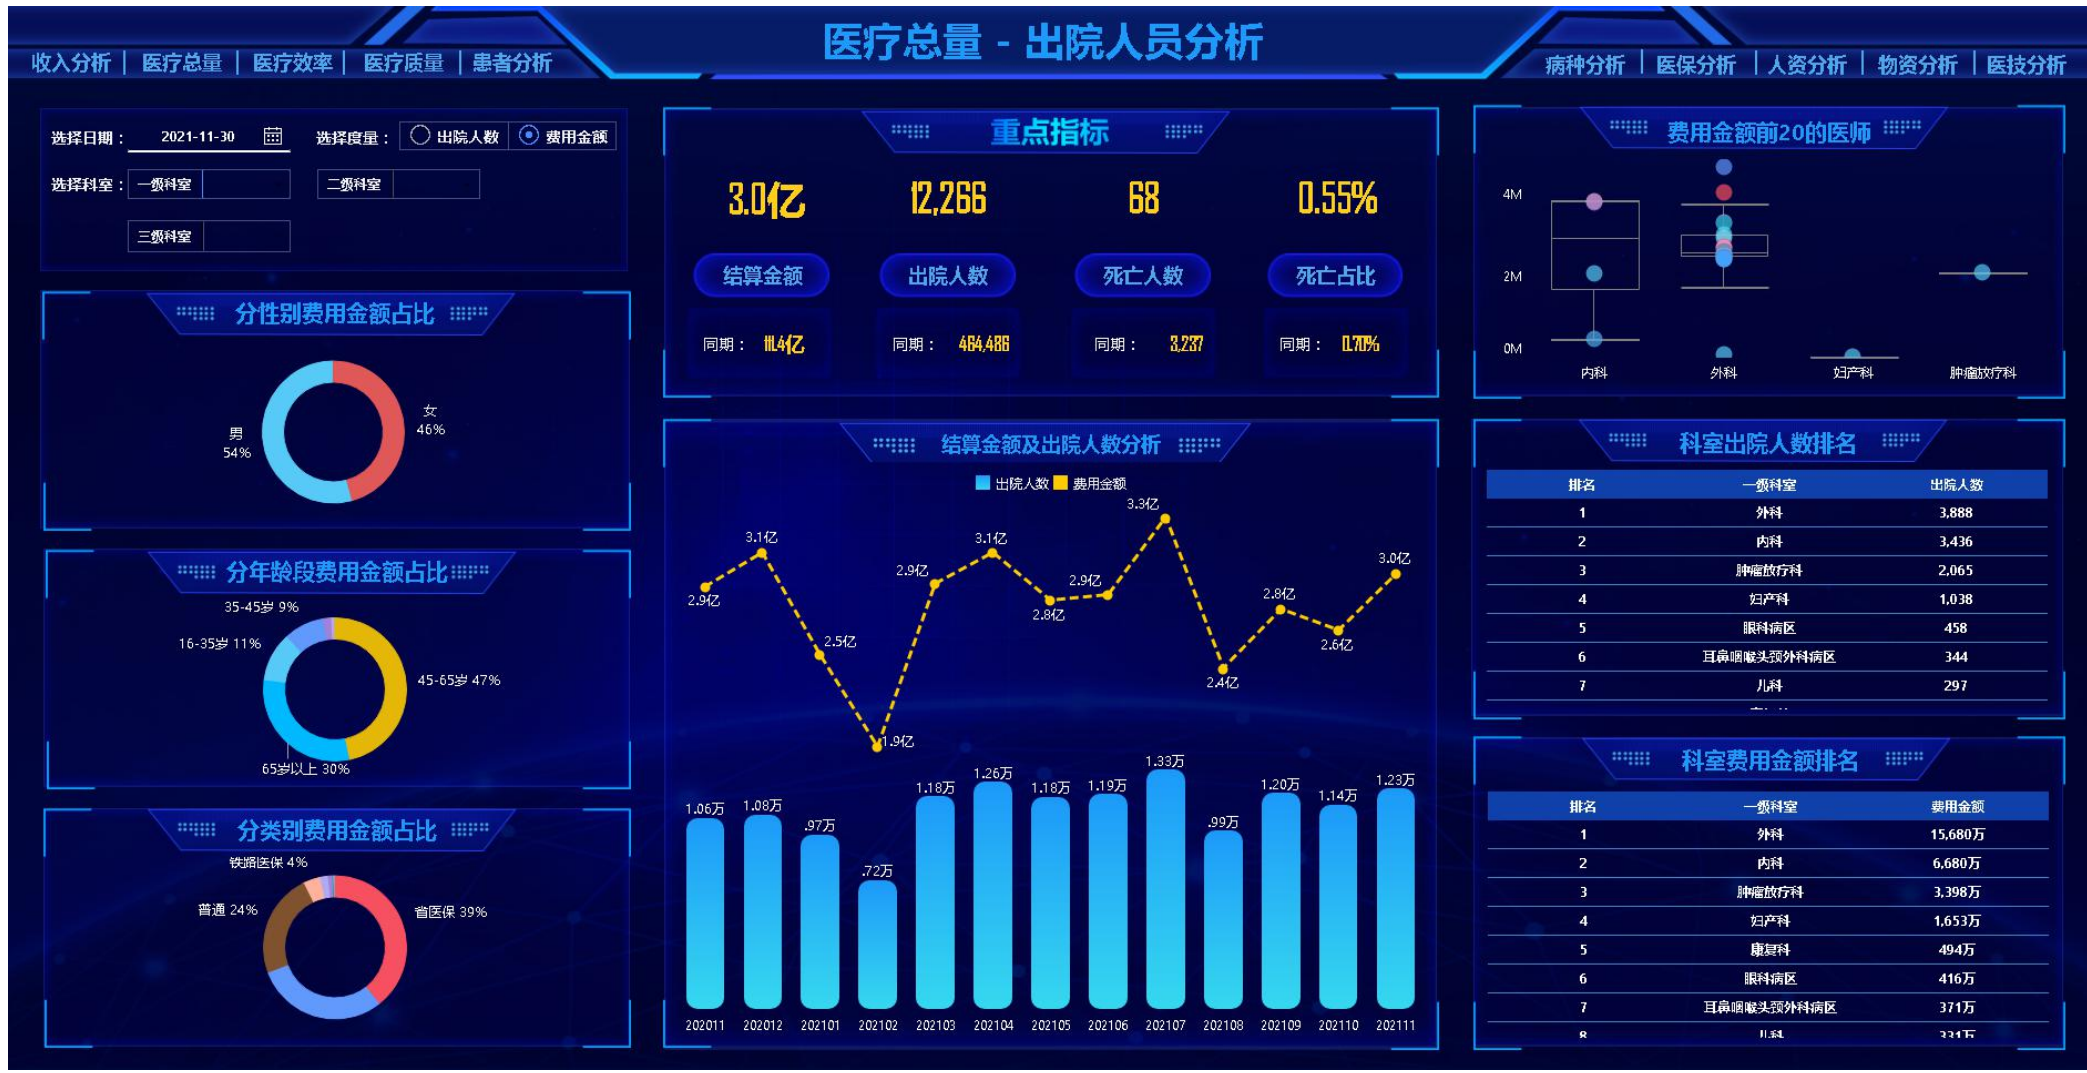 医疗总量 - 出院人员分析
收入分析 | 医疗总量 | 医疗效率 | 医疗质量 | 患者分析
病种分析 | 医保分析 | 人资分析 | 物资分析 | 医技分析
选择日期： 2021-11-30 选择度量： 出院人数 费用金额
选择科室： 一级科室 二级科室
三级科室
分性别费用金额占比
女
46%
男
54%
分年龄段费用金额占比
35-45岁 9%
16-35岁 11%
45-65岁 47%
65岁以上 30%
分类别费用金额占比
铁路医保 4%
普通 24%
省医保 39%
重点指标
3.0亿 12,266 68 0.55%
结算金额 出院人数 死亡人数 死亡占比
同期： 111.4亿 同期： 464,486 同期： 3,237 同期： 0.70%
结算金额及出院人数分析
出院人数 费用金额
2.9亿 3.1亿 2.5亿 1.9亿 2.9亿 3.1亿 2.8亿 2.9亿 3.3亿 2.4亿 2.8亿 2.6亿 3.0亿
1.06万 1.08万 .97万 .72万 1.18万 1.26万 1.18万 1.19万 1.33万 .99万 1.20万 1.14万 1.23万
202011 202012 202101 202102 202103 202104 202105 202106 202107 202108 202109 202110 202111
费用金额前20的医师
4M
2M
0M
内科 外科 妇产科 肿瘤放疗科
科室出院人数排名
排名 一级科室 出院人数
1 外科 3,888
2 内科 3,436
3 肿瘤放疗科 2,065
4 妇产科 1,038
5 眼科病区 458
6 耳鼻咽喉头颈外科病区 344
7 儿科 297
科室费用金额排名
排名 一级科室 费用金额
1 外科 15,680万
2 内科 6,680万
3 肿瘤放疗科 3,398万
4 妇产科 1,653万
5 康复科 494万
6 眼科病区 416万
7 耳鼻咽喉头颈外科病区 371万
8 儿科 331万